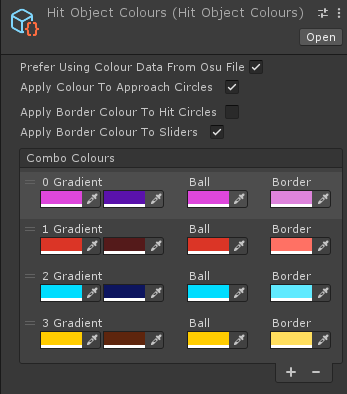 Hit Object Colours (Hit Object Colours)
Open
Prefer Using Colour Data From Osu File
Apply Colour To Approach Circles
Apply Border Colour To Hit Circles
Apply Border Colour To Sliders
Combo Colours
0 Gradient Ball Border
1 Gradient Ball Border
2 Gradient Ball Border
3 Gradient Ball Border